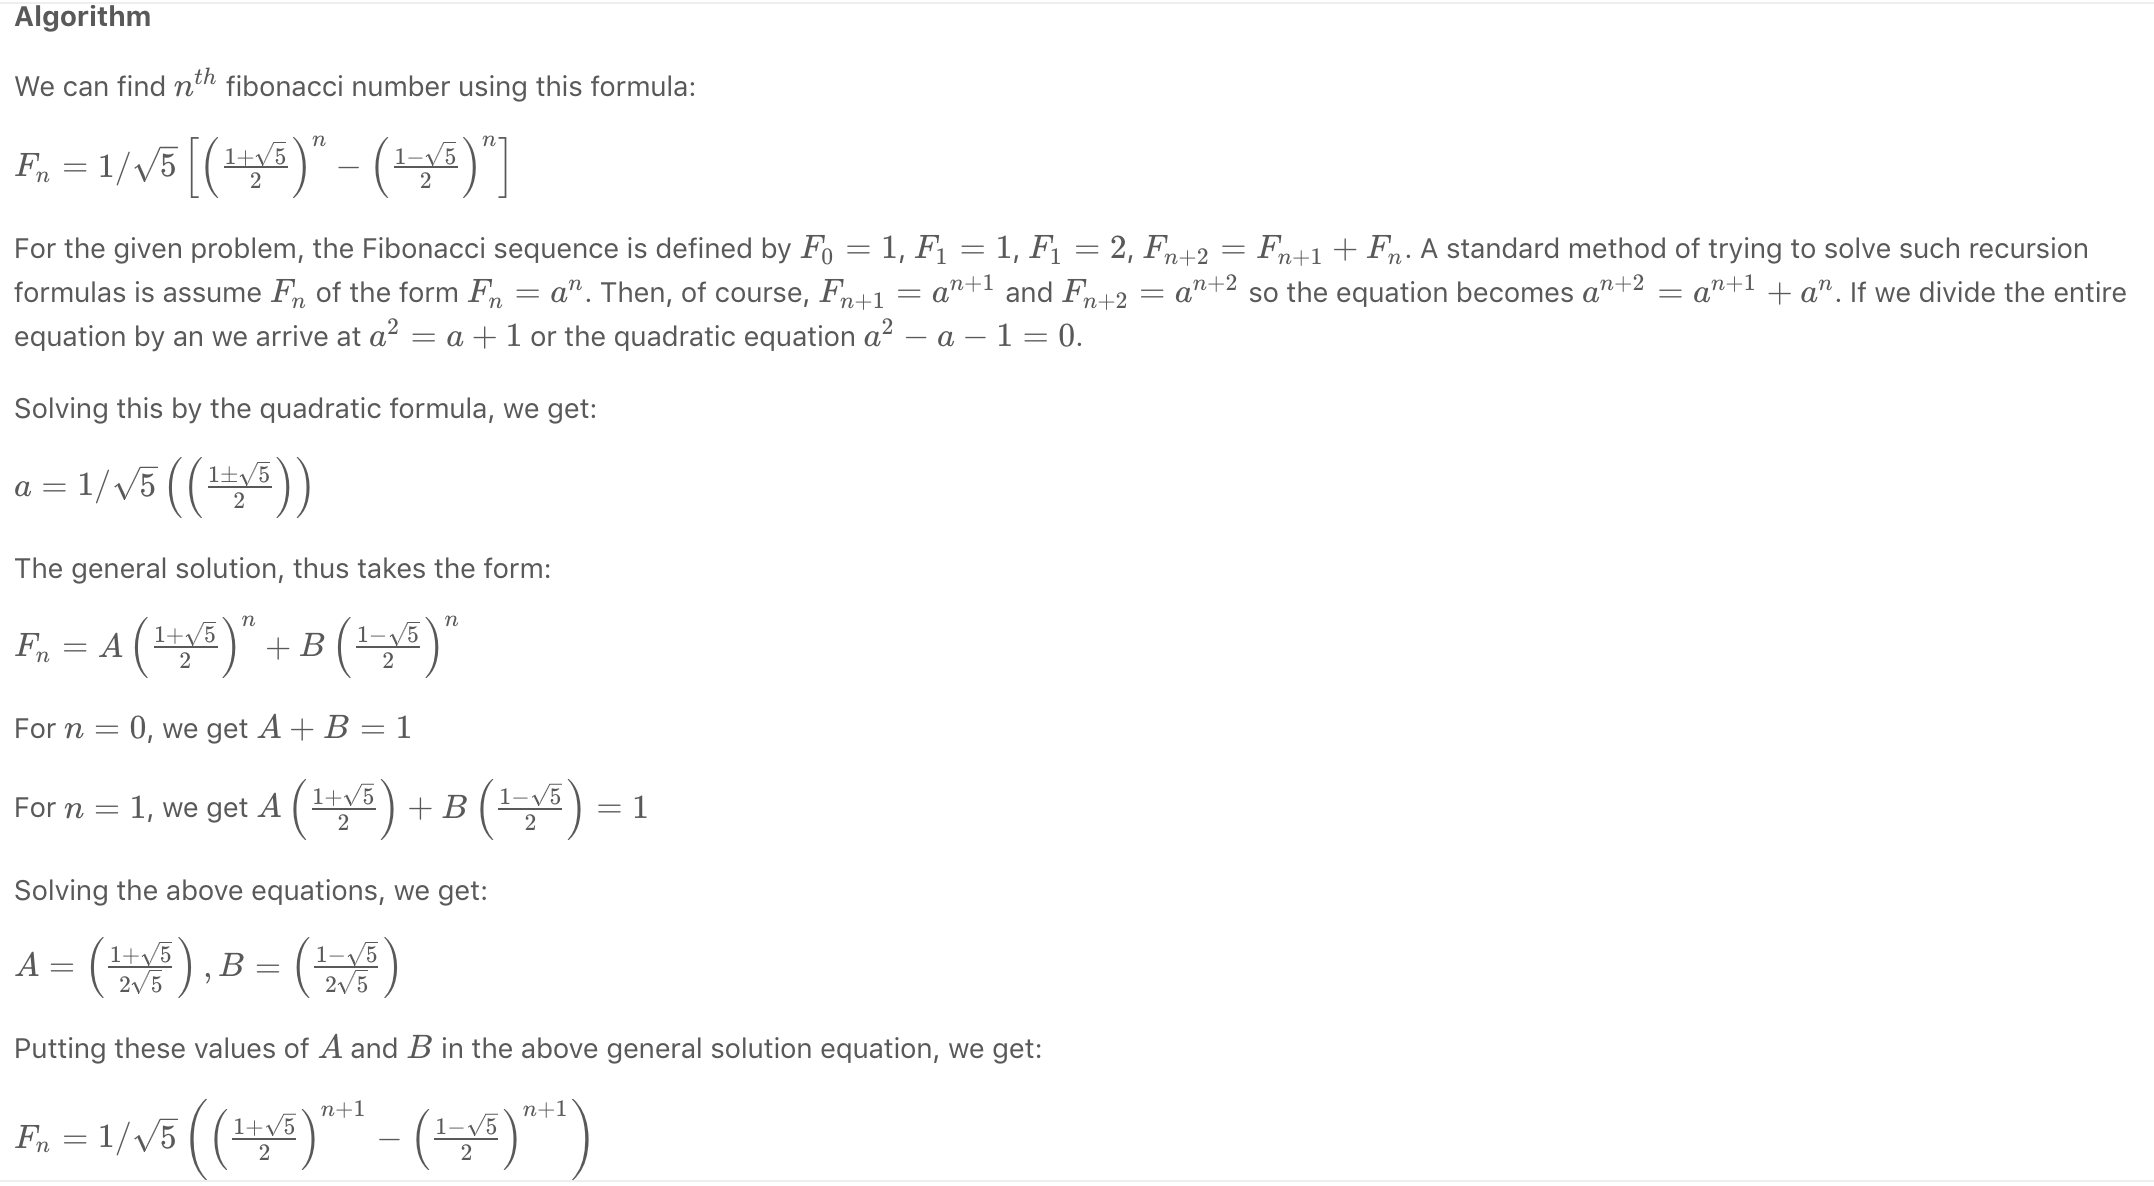 Algorithm
We can find $n^{th}$ fibonacci number using this formula:
$F_n = 1/\sqrt{5}\left[\left(\frac{1+\sqrt{5}}{2}\right)^n - \left(\frac{1-\sqrt{5}}{2}\right)^n\right]$
For the given problem, the Fibonacci sequence is defined by $F_0 = 1$, $F_1 = 1$, $F_1 = 2$, $F_{n+2} = F_{n+1} + F_n$. A standard method of trying to solve such recursion
formulas is assume $F_n$ of the form $F_n = a^n$. Then, of course, $F_{n+1} = a^{n+1}$ and $F_{n+2} = a^{n+2}$ so the equation becomes $a^{n+2} = a^{n+1} + a^n$. If we divide the entire
equation by an we arrive at $a^2 = a + 1$ or the quadratic equation $a^2 - a - 1 = 0$.
Solving this by the quadratic formula, we get:
$a = 1/\sqrt{5}\left(\left(\frac{1\pm\sqrt{5}}{2}\right)\right)$
The general solution, thus takes the form:
$F_n = A\left(\frac{1+\sqrt{5}}{2}\right)^n + B\left(\frac{1-\sqrt{5}}{2}\right)^n$
For $n = 0$, we get $A + B = 1$
For $n = 1$, we get $A\left(\frac{1+\sqrt{5}}{2}\right) + B\left(\frac{1-\sqrt{5}}{2}\right) = 1$
Solving the above equations, we get:
$A = \left(\frac{1+\sqrt{5}}{2\sqrt{5}}\right), B = \left(\frac{1-\sqrt{5}}{2\sqrt{5}}\right)$
Putting these values of $A$ and $B$ in the above general solution equation, we get:
$F_n = 1/\sqrt{5}\left(\left(\frac{1+\sqrt{5}}{2}\right)^{n+1} - \left(\frac{1-\sqrt{5}}{2}\right)^{n+1}\right)$